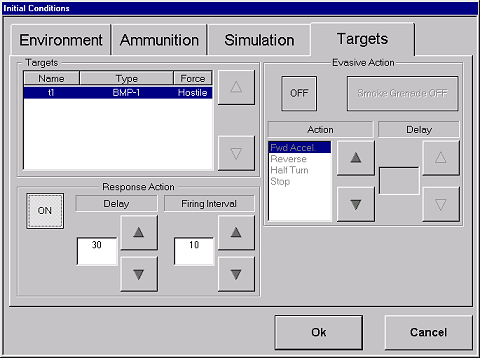 Initial Conditions
Environment Ammunition Simulation Targets
Targets
Name Type Force
t1 BMP-1 Hostile
Evasive Action
OFF Smoke Grenade OFF
Action Delay
Fwd Accel.
Reverse
Half Turn
Stop
Response Action
ON Delay Firing Interval
30 10
Ok Cancel